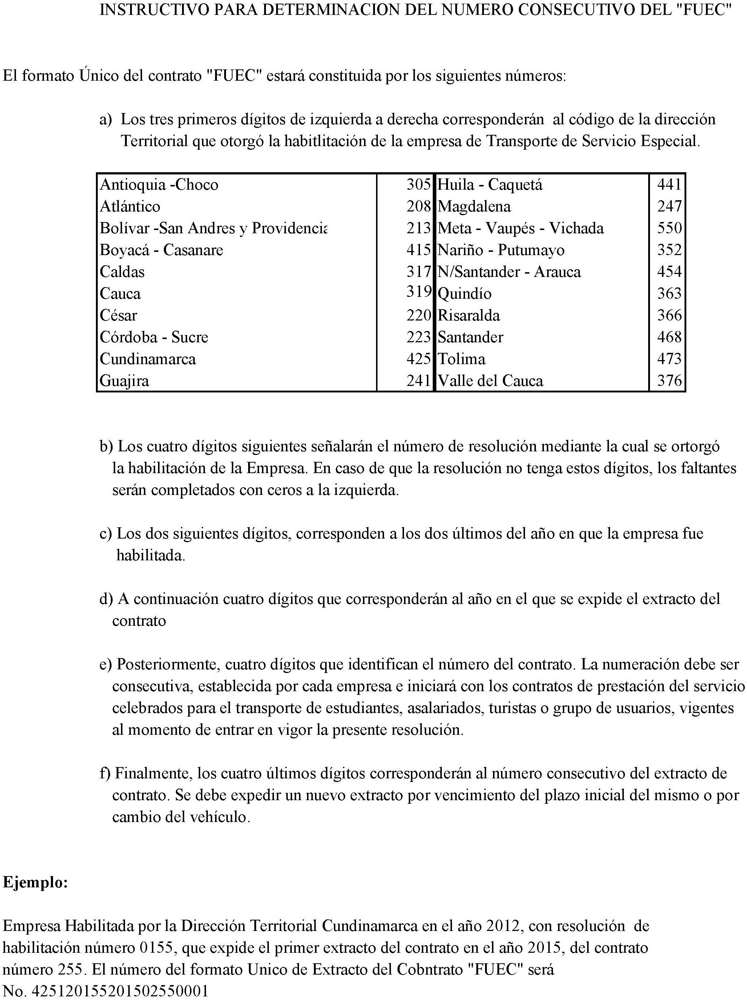 INSTRUCTIVO PARA DETERMINACION DEL NUMERO CONSECUTIVO DEL "FUEC"
El formato Único del contrato "FUEC" estará constituida por los siguientes números:
a) Los tres primeros dígitos de izquierda a derecha corresponderán al código de la dirección
Territorial que otorgó la habitlitación de la empresa de Transporte de Servicio Especial.
Antioquia -Choco 305 Huila - Caquetá 441
Atlántico 208 Magdalena 247
Bolívar -San Andres y Providencia 213 Meta - Vaupés - Vichada 550
Boyacá - Casanare 415 Nariño - Putumayo 352
Caldas 317 N/Santander - Arauca 454
Cauca 319 Quindío 363
César 220 Risaralda 366
Córdoba - Sucre 223 Santander 468
Cundinamarca 425 Tolima 473
Guajira 241 Valle del Cauca 376
b) Los cuatro dígitos siguientes señalarán el número de resolución mediante la cual se ortorgó
la habilitación de la Empresa. En caso de que la resolución no tenga estos dígitos, los faltantes
serán completados con ceros a la izquierda.
c) Los dos siguientes dígitos, corresponden a los dos últimos del año en que la empresa fue
habilitada.
d) A continuación cuatro dígitos que corresponderán al año en el que se expide el extracto del
contrato
e) Posteriormente, cuatro dígitos que identifican el número del contrato. La numeración debe ser
consecutiva, establecida por cada empresa e iniciará con los contratos de prestación del servicio
celebrados para el transporte de estudiantes, asalariados, turistas o grupo de usuarios, vigentes
al momento de entrar en vigor la presente resolución.
f) Finalmente, los cuatro últimos dígitos corresponderán al número consecutivo del extracto de
contrato. Se debe expedir un nuevo extracto por vencimiento del plazo inicial del mismo o por
cambio del vehículo.
Ejemplo:
Empresa Habilitada por la Dirección Territorial Cundinamarca en el año 2012, con resolución de
habilitación número 0155, que expide el primer extracto del contrato en el año 2015, del contrato
número 255. El número del formato Unico de Extracto del Cobntrato "FUEC" será
No. 425120155201502550001